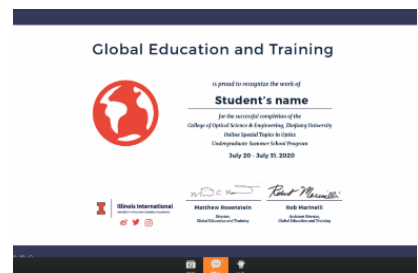 Global Education and Training
is proud to recognize the work of
Student's name
for the successful completion of the
College of Optical Science & Engineering, Zhejiang University
Online Special Topics in Optics
Undergraduate Summer School Program
July 20 - July 31, 2020
I
Illinois International
Matthew Rosenstein
Director,
Global Education and Training
Rob Marinelli
Assistant Director,
Global Education and Training